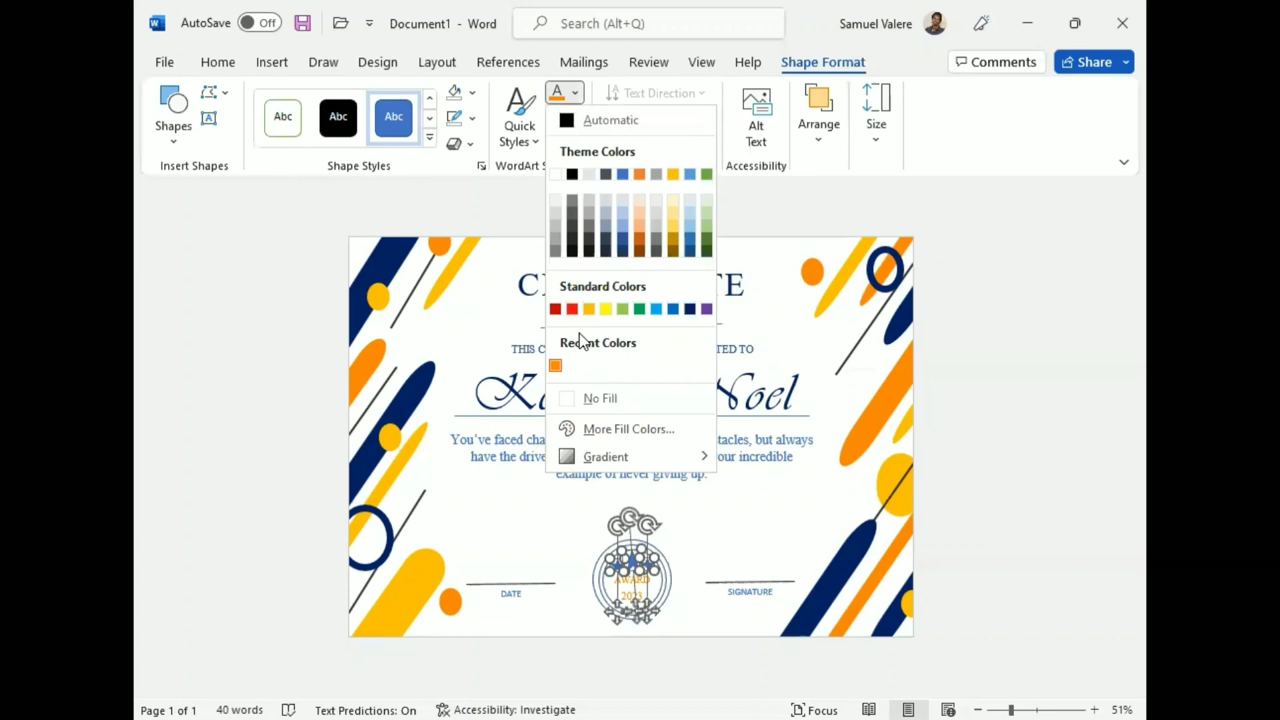 AutoSave Off Document1 - Word Search (Alt+Q) Samuel Valere
File Home Insert Draw Design Layout References Mailings Review View Help Shape Format Comments Share
Shapes Abc Abc Abc Quick Styles A Text Direction Alt Text Arrange Size
Insert Shapes Shape Styles WordArt S Accessibility
Automatic
Theme Colors
Standard Colors
Recent Colors
No Fill
More Fill Colors...
Gradient
C TE
THIS C TED TO
Ka Noel
You've faced cha tacles, but always
have the drive our incredible
example of never giving up.
AWARD
2023
DATE SIGNATURE
Page 1 of 1 40 words Text Predictions: On Accessibility: Investigate Focus 51%